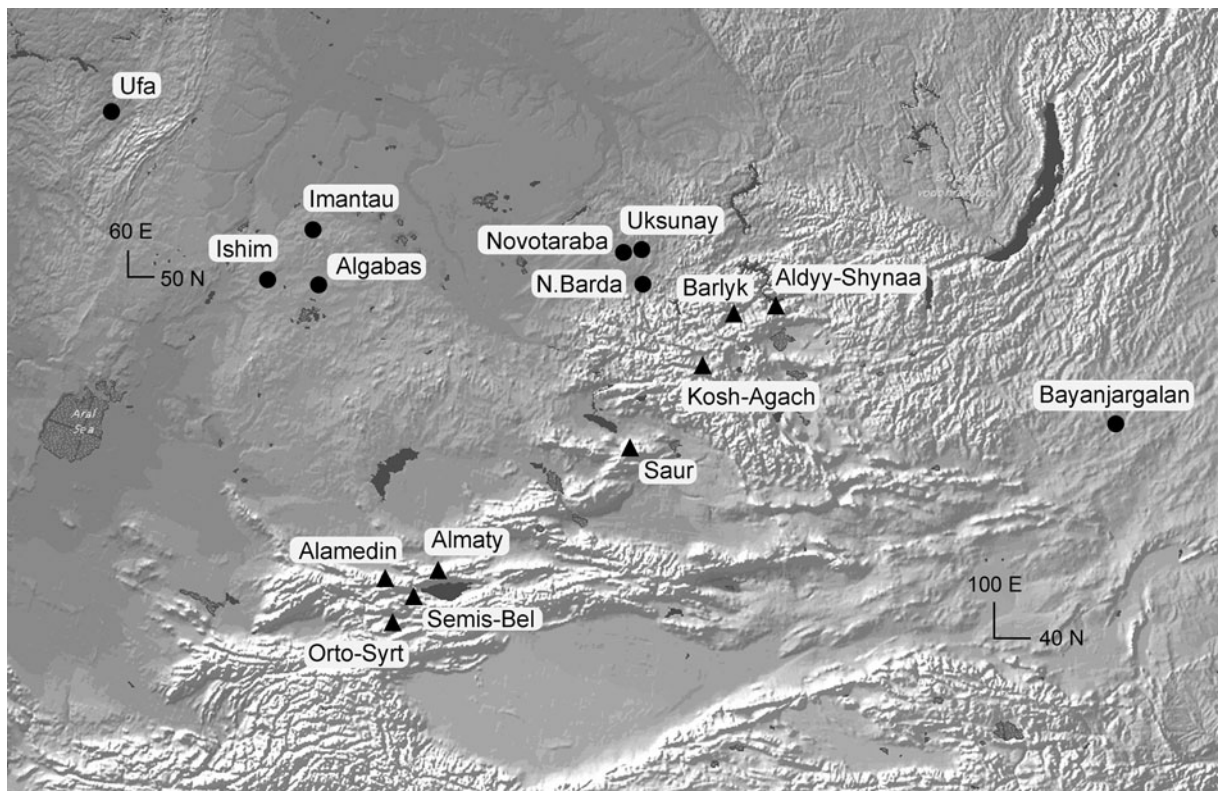 Ufa
Imantau
60 E
50 N
Ishim
Algabas
Novotaraba
Uksunay
N.Barda
Barlyk
Aldyy-Shynaa
Kosh-Agach
Bayanjargalan
Aral
Sea
Saur
Alamedin
Almaty
Semis-Bel
Orto-Syrt
100 E
40 N